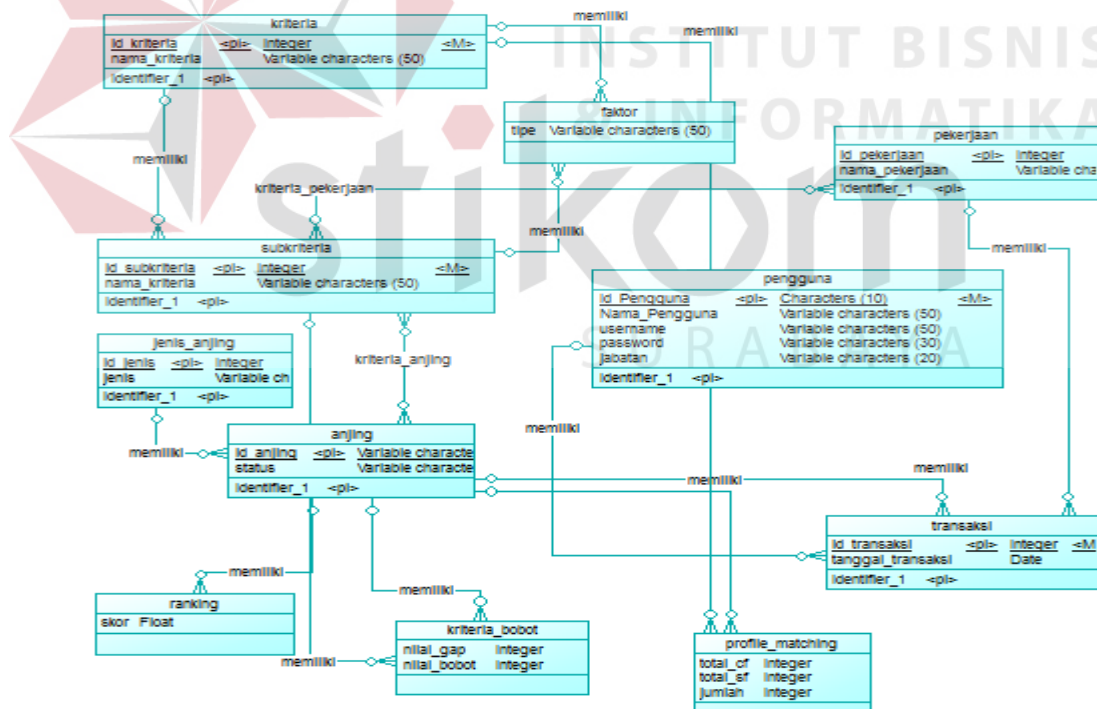 INSTITUT BISNIS
& INFORMATIKA
stikom
SURABAYA
kriteria
id_kriteria <pi> Integer <M>
nama_kriteria Variable characters (50)
Identifier_1 <pi>
memiliki
memiliki
faktor
tipe Variable characters (50)
pekerjaan
id_pekerjaan <pi> Integer
nama_pekerjaan Variable cha
Identifier_1 <pi>
memiliki
kriteria_pekerjaan
memiliki
memiliki
subkriteria
id_subkriteria <pi> Integer <M>
nama_kriteria Variable characters (50)
Identifier_1 <pi>
pengguna
Id_Pengguna <pi> Characters (10) <M>
Nama_Pengguna Variable characters (50)
username Variable characters (50)
password Variable characters (30)
jabatan Variable characters (20)
Identifier_1 <pi>
jenis_anjing
id_jenis <pi> Integer
jenis Variable ch
Identifier_1 <pi>
kriteria_anjing
memiliki
memiliki
anjing
id_anjing <pi> Variable characte
status Variable characte
Identifier_1 <pi>
memiliki
memiliki
transaksi
id_transaksi <pi> Integer <M
tanggal_transaksi Date
Identifier_1 <pi>
memiliki
memiliki
ranking
skor Float
kriteria_bobot
nilai_gap Integer
nilai_bobot Integer
memiliki
profile_matching
total_cf Integer
total_sf Integer
jumlah Integer